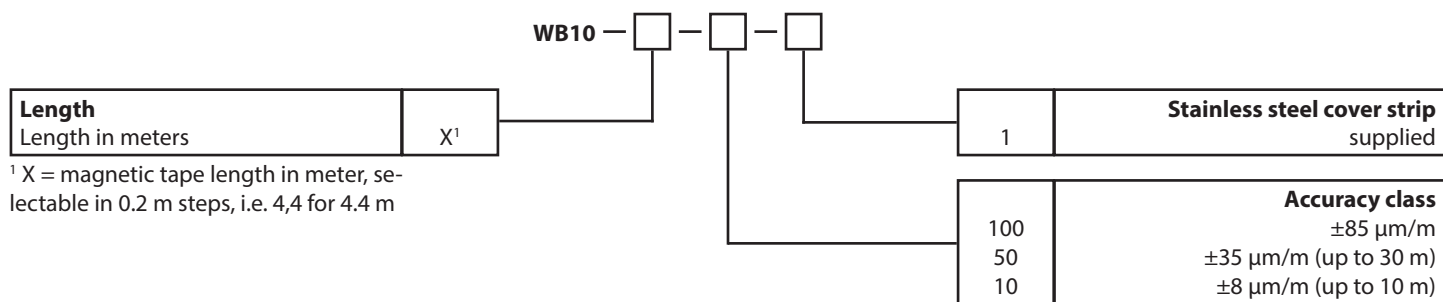 WB10 — □ — □ — □
Length
Length in meters X¹
¹ X = magnetic tape length in meter, se-
lectable in 0.2 m steps, i.e. 4,4 for 4.4 m
Stainless steel cover strip
1 supplied
Accuracy class
100 ±85 μm/m
50 ±35 μm/m (up to 30 m)
10 ±8 μm/m (up to 10 m)